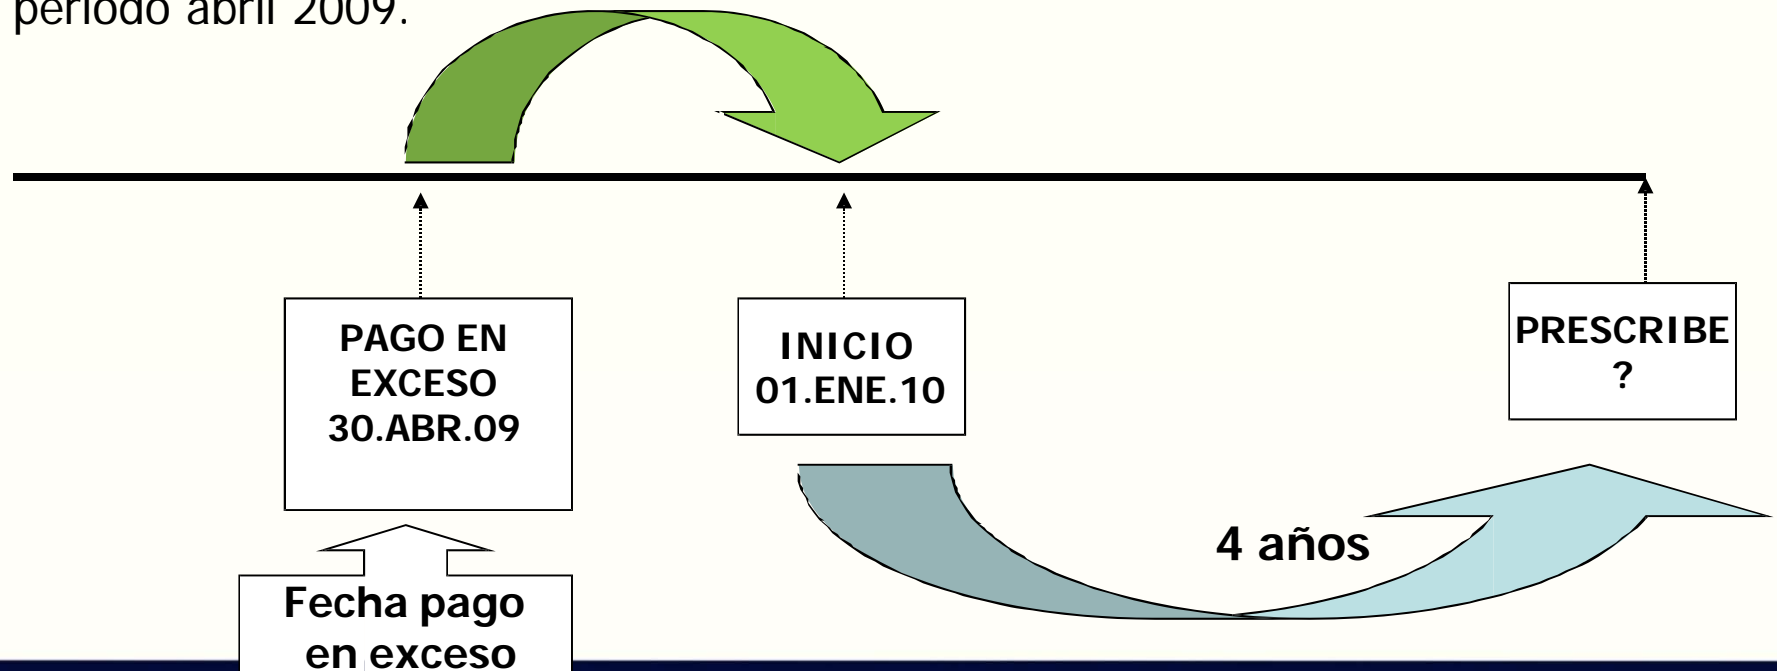 período abril 2009.
PAGO EN
EXCESO
30.ABR.09
INICIO
01.ENE.10
PRESCRIBE
?
4 años
Fecha pago
en exceso